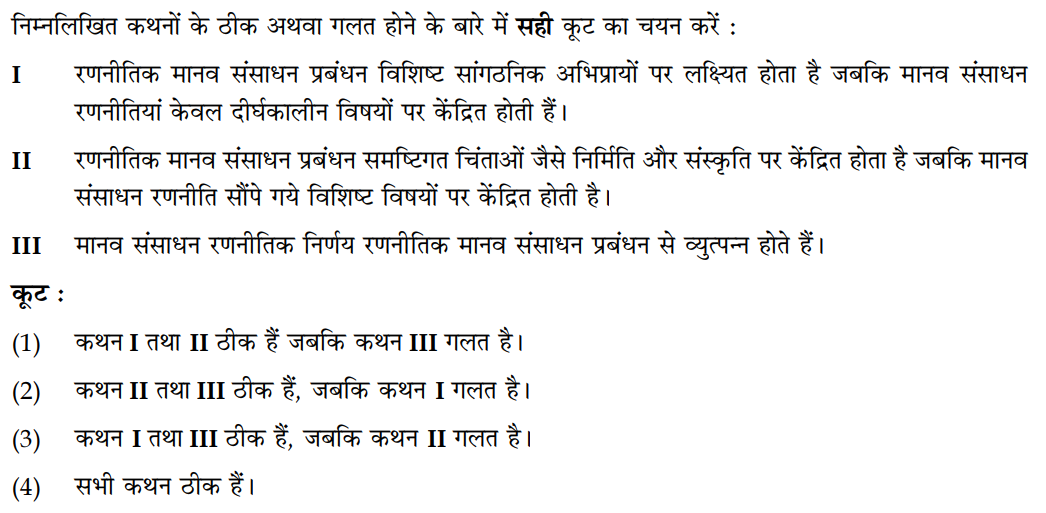 निम्नलिखित कथनों के ठीक अथवा गलत होने के बारे में सही कूट का चयन करें :
I रणनीतिक मानव संसाधन प्रबंधन विशिष्ट सांगठनिक अभिप्रायों पर लक्ष्यित होता है जबकि मानव संसाधन
रणनीतियां केवल दीर्घकालीन विषयों पर केंद्रित होती हैं।
II रणनीतिक मानव संसाधन प्रबंधन समष्टिगत चिंताओं जैसे निर्मिति और संस्कृति पर केंद्रित होता है जबकि मानव
संसाधन रणनीति सौंपे गये विशिष्ट विषयों पर केंद्रित होती है।
III मानव संसाधन रणनीतिक निर्णय रणनीतिक मानव संसाधन प्रबंधन से व्युत्पन्न होते हैं।
कूट :
(1) कथन I तथा II ठीक हैं जबकि कथन III गलत है।
(2) कथन II तथा III ठीक हैं, जबकि कथन I गलत है।
(3) कथन I तथा III ठीक हैं, जबकि कथन II गलत है।
(4) सभी कथन ठीक हैं।